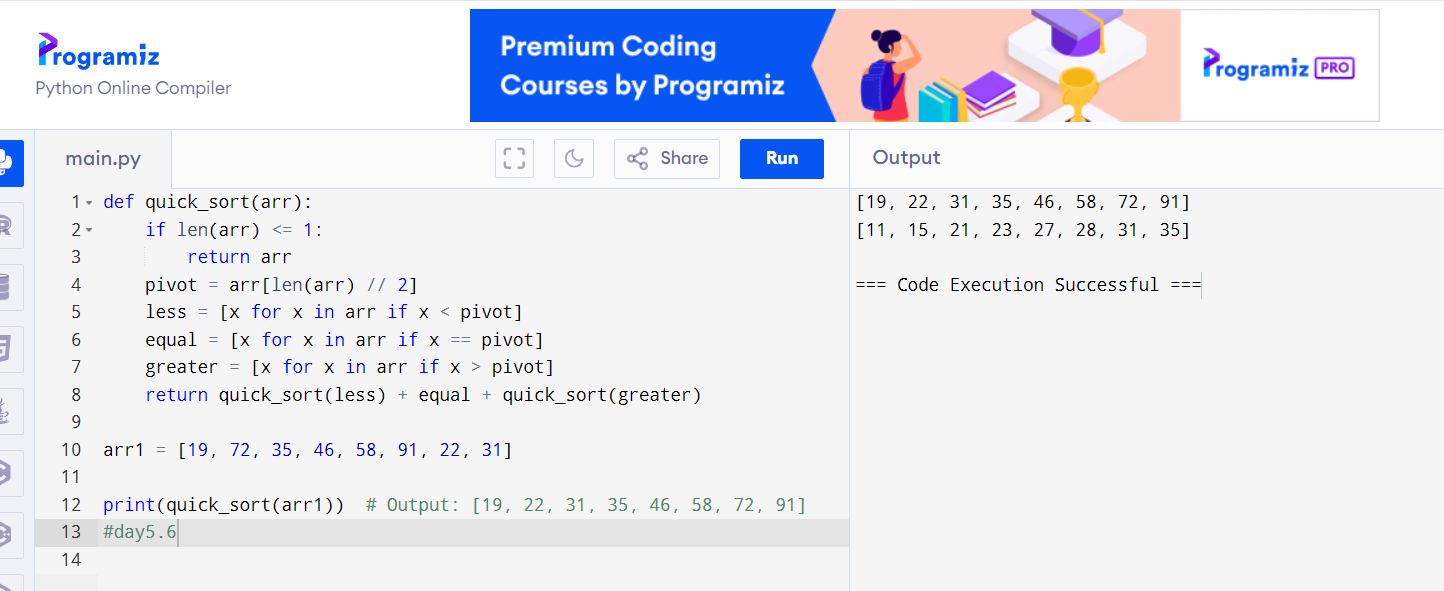 Programiz
Python Online Compiler
Premium Coding
Courses by Programiz
Programiz PRO
main.py
Share
Run
Output
1 def quick_sort(arr):
2     if len(arr) <= 1:
3         return arr
4     pivot = arr[len(arr) // 2]
5     less = [x for x in arr if x < pivot]
6     equal = [x for x in arr if x == pivot]
7     greater = [x for x in arr if x > pivot]
8     return quick_sort(less) + equal + quick_sort(greater)
9
10 arr1 = [19, 72, 35, 46, 58, 91, 22, 31]
11
12 print(quick_sort(arr1))  # Output: [19, 22, 31, 35, 46, 58, 72, 91]
13 #day5.6
14
[19, 22, 31, 35, 46, 58, 72, 91]
[11, 15, 21, 23, 27, 28, 31, 35]
=== Code Execution Successful ===